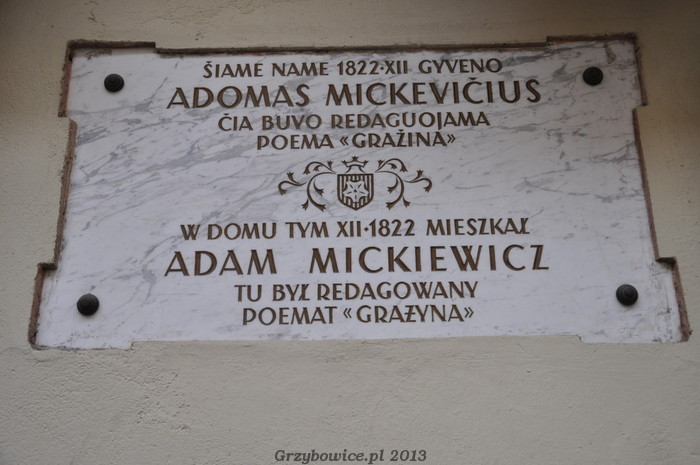 ŠIAME NAME 1822·XII GYVENO
ADOMAS MICKEVIČIUS
ČIA BUVO REDAGUOJAMA
POEMA «GRAŽINA»
W DOMU TYM XII·1822 MIESZKAŁ
ADAM MICKIEWICZ
TU BYŁ REDAGOWANY
POEMAT «GRAŻYNA»
Grzybowice.pl 2013